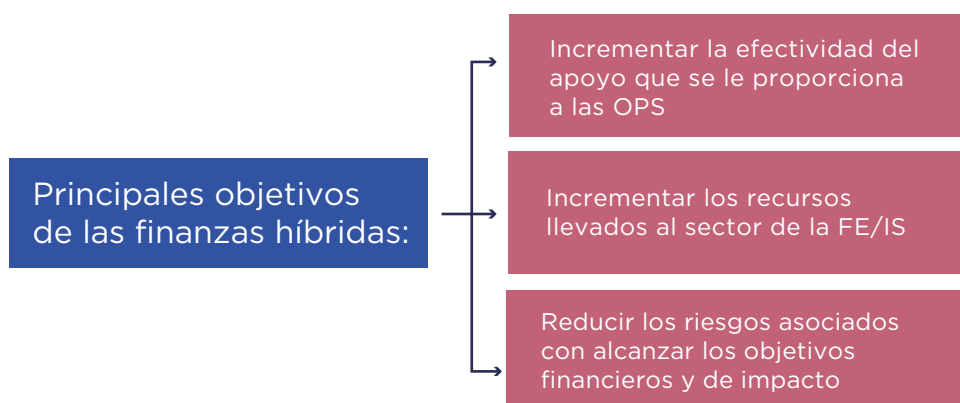 Principales objetivos
de las finanzas híbridas:
Incrementar la efectividad del
apoyo que se le proporciona
a las OPS
Incrementar los recursos
llevados al sector de la FE/IS
Reducir los riesgos asociados
con alcanzar los objetivos
financieros y de impacto